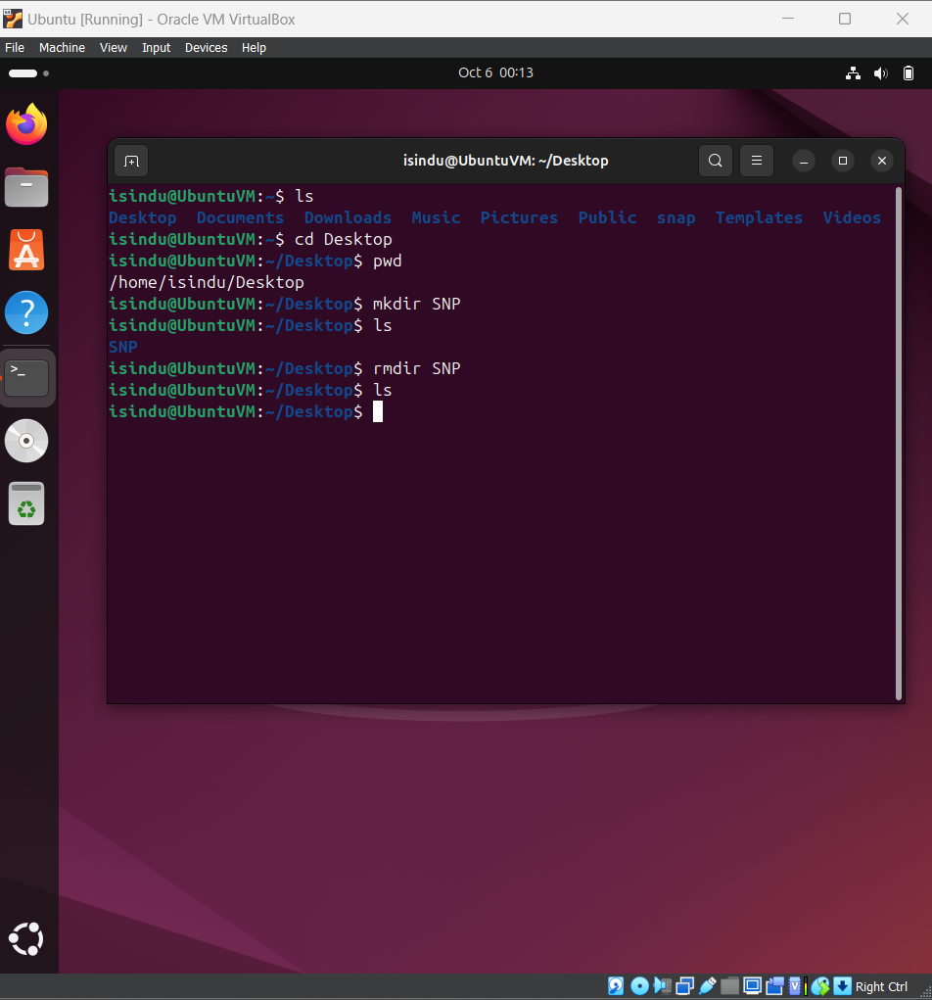 Ubuntu [Running] - Oracle VM VirtualBox
File Machine View Input Devices Help
Oct 6 00:13
isindu@UbuntuVM: ~/Desktop
isindu@UbuntuVM:~$ ls
Desktop Documents Downloads Music Pictures Public snap Templates Videos
isindu@UbuntuVM:~$ cd Desktop
isindu@UbuntuVM:~/Desktop$ pwd
/home/isindu/Desktop
isindu@UbuntuVM:~/Desktop$ mkdir SNP
isindu@UbuntuVM:~/Desktop$ ls
SNP
isindu@UbuntuVM:~/Desktop$ rmdir SNP
isindu@UbuntuVM:~/Desktop$ ls
isindu@UbuntuVM:~/Desktop$
Right Ctrl